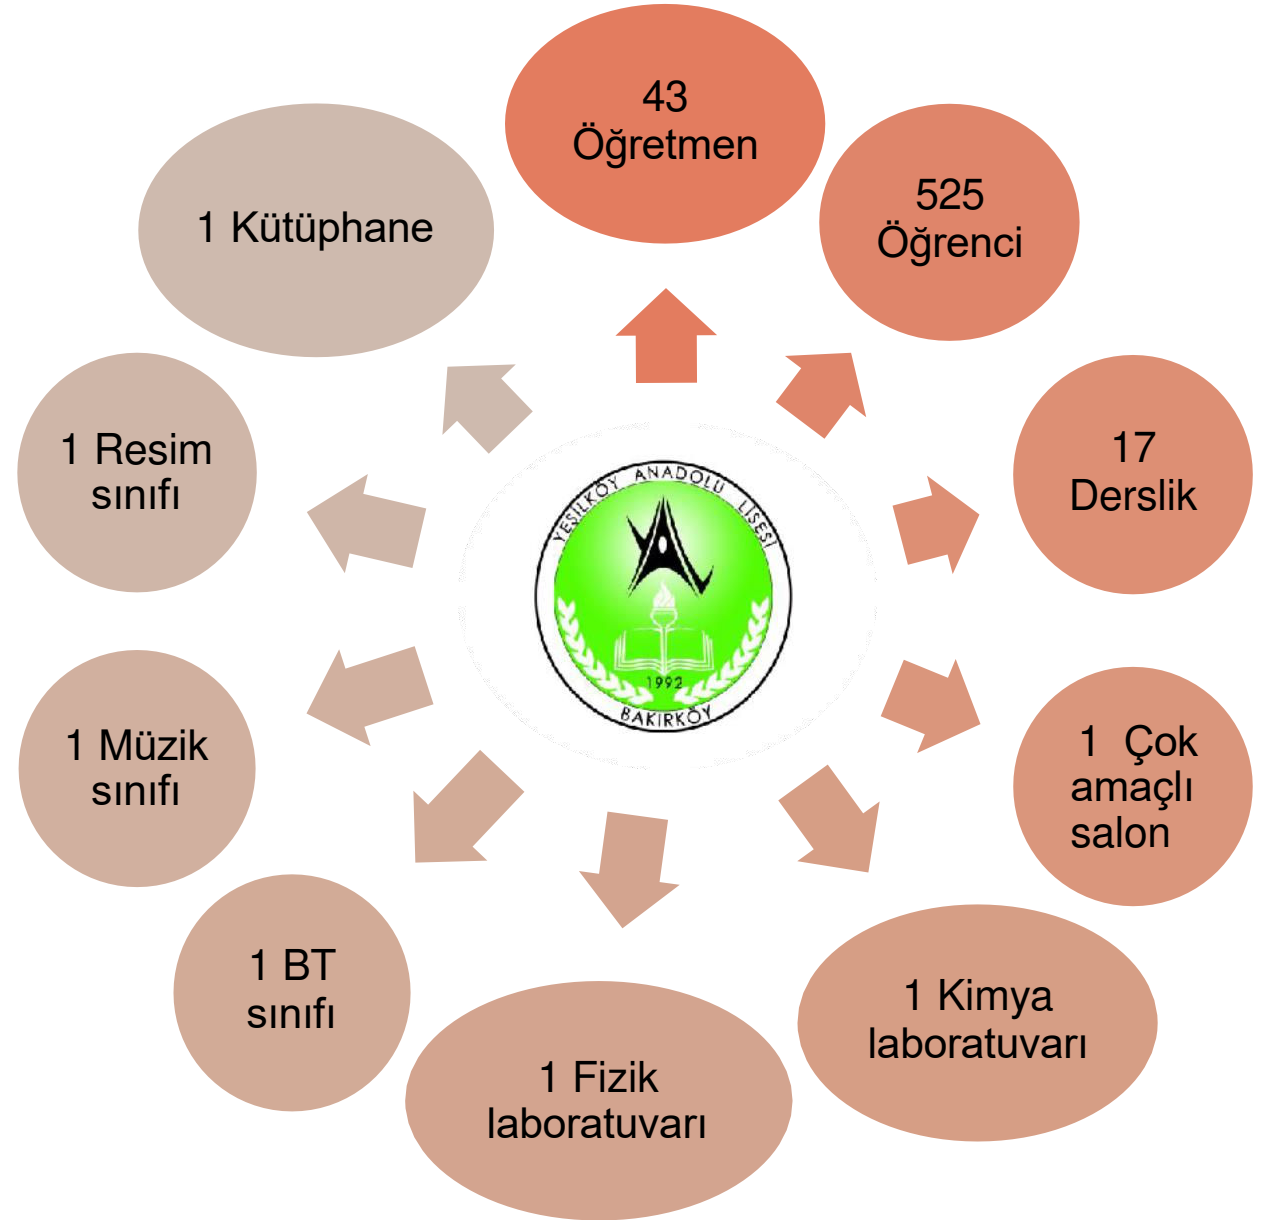 43
Öğretmen
525
Öğrenci
17
Derslik
1 Çok
amaçlı
salon
1 Kimya
laboratuvarı
1 Fizik
laboratuvarı
1 BT
sınıfı
1 Müzik
sınıfı
1 Resim
sınıfı
1 Kütüphane
YEŞİLKÖY ANADOLU LİSESİ
1992
BAKIRKÖY